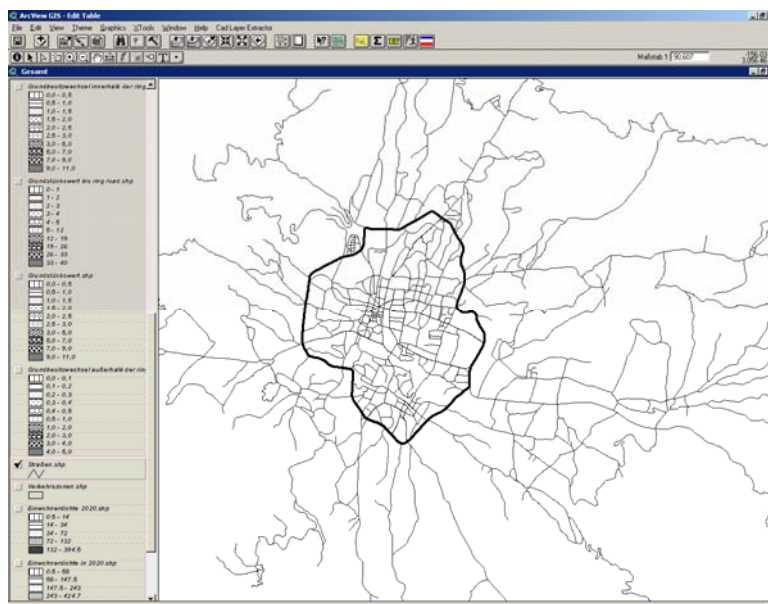 ArcView GIS - Edit Table
File Edit View Theme Graphics XTools Window Help Cad Layer Extractor
Maßstab 1: 90.607
Gesamt
Grundbesitzwechsel innerhalb der ring
0,0 - 0,5
0,5 - 1,0
1,0 - 1,5
1,5 - 2,0
2,0 - 2,5
2,5 - 3,0
3,0 - 5,0
5,0 - 7,0
7,0 - 9,0
9,0 - 11,0
Grundstückswert bis ring road.shp
0 - 1
1 - 2
2 - 3
3 - 4
4 - 5
5 - 12
12 - 19
19 - 26
26 - 33
33 - 40
Grundstückswert.shp
0,0 - 0,5
0,5 - 1,0
1,0 - 1,5
1,5 - 2,0
2,0 - 2,5
2,5 - 3,0
3,0 - 5,0
5,0 - 7,0
7,0 - 9,0
9,0 - 11,0
Grundbesitzwechsel außerhalb der ring
0,0 - 0,1
0,1 - 0,2
0,2 - 0,3
0,3 - 0,4
0,4 - 0,5
0,5 - 1,0
1,0 - 2,0
2,0 - 3,0
3,0 - 4,0
4,0 - 5,0
Straßen.shp
Verkehrszonen.shp
Einwohnerdichte 2020.shp
0.5 - 14
14 - 34
34 - 72
72 - 132
132 - 394.5
Einwohnerdichte in 2020.shp
0.5 - 58
58 - 147.5
147.5 - 243
243 - 424.7